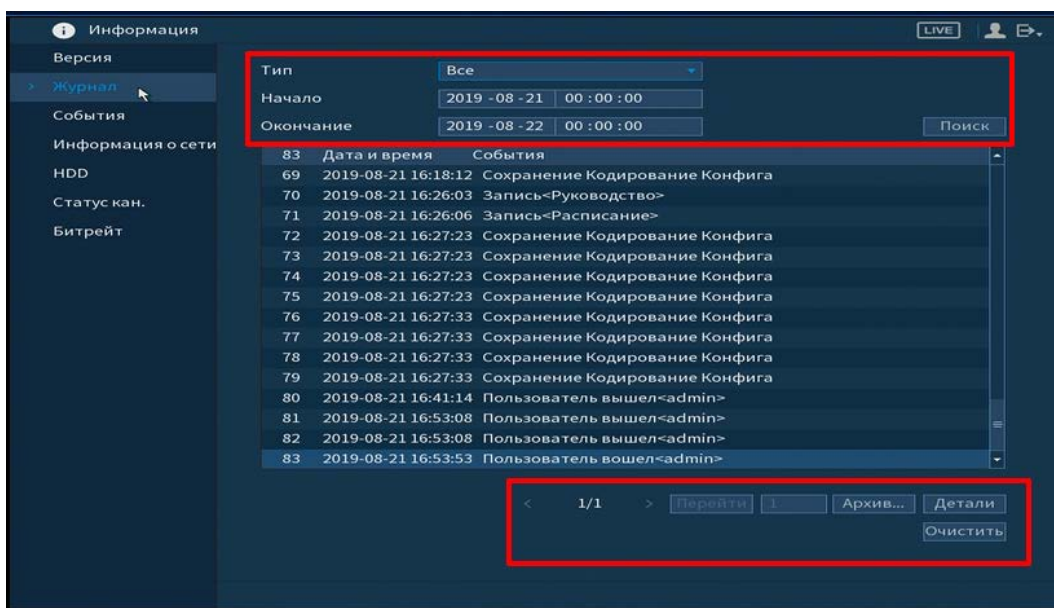 Информация LIVE
Версия
Журнал
События
Информация о сети
HDD
Статус кан.
Битрейт
Тип Все
Начало 2019 -08 -21 00 : 00 : 00
Окончание 2019 -08 -22 00 : 00 : 00 Поиск
83 Дата и время События
69 2019-08-21 16:18:12 Сохранение Кодирование Конфига
70 2019-08-21 16:26:03 Запись<Руководство>
71 2019-08-21 16:26:06 Запись<Расписание>
72 2019-08-21 16:27:23 Сохранение Кодирование Конфига
73 2019-08-21 16:27:23 Сохранение Кодирование Конфига
74 2019-08-21 16:27:23 Сохранение Кодирование Конфига
75 2019-08-21 16:27:23 Сохранение Кодирование Конфига
76 2019-08-21 16:27:33 Сохранение Кодирование Конфига
77 2019-08-21 16:27:33 Сохранение Кодирование Конфига
78 2019-08-21 16:27:33 Сохранение Кодирование Конфига
79 2019-08-21 16:27:33 Сохранение Кодирование Конфига
80 2019-08-21 16:41:14 Пользователь вышел<admin>
81 2019-08-21 16:53:08 Пользователь вышел<admin>
82 2019-08-21 16:53:08 Пользователь вышел<admin>
83 2019-08-21 16:53:53 Пользователь вошел<admin>
< 1/1 > Перейти 1 Архив... Детали
Очистить